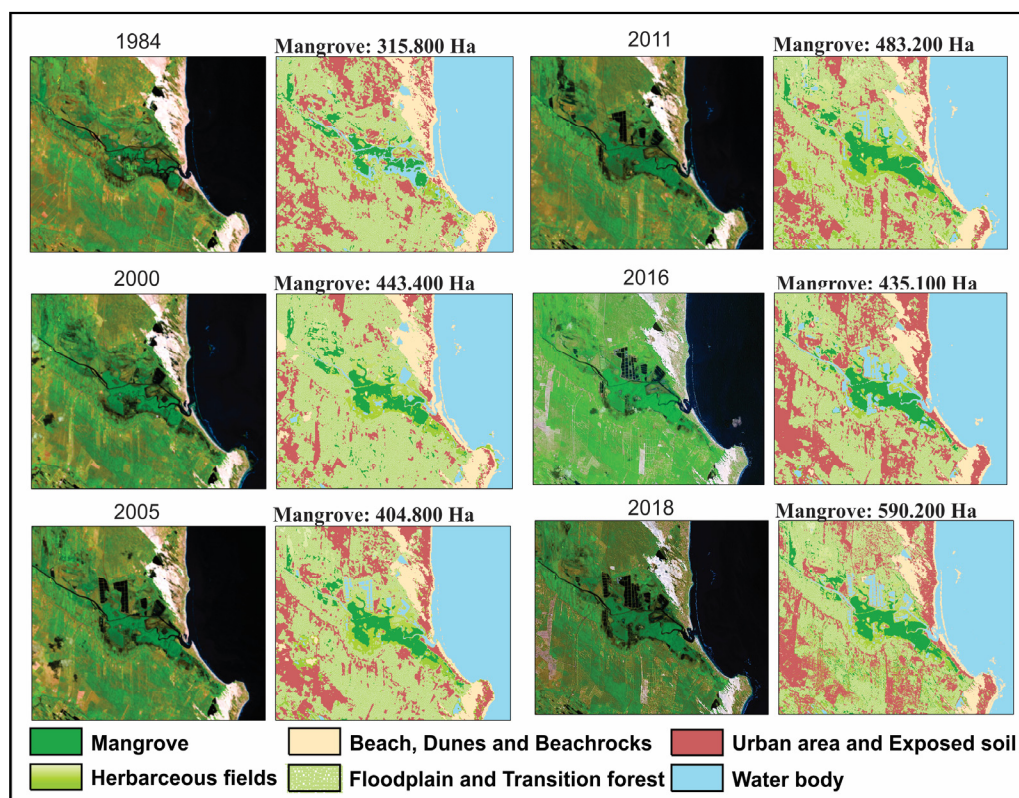 1984
Mangrove: 315.800 Ha
2011
Mangrove: 483.200 Ha
2000
Mangrove: 443.400 Ha
2016
Mangrove: 435.100 Ha
2005
Mangrove: 404.800 Ha
2018
Mangrove: 590.200 Ha
Mangrove
Beach, Dunes and Beachrocks
Urban area and Exposed soil
Herbarceous fields
Floodplain and Transition forest
Water body